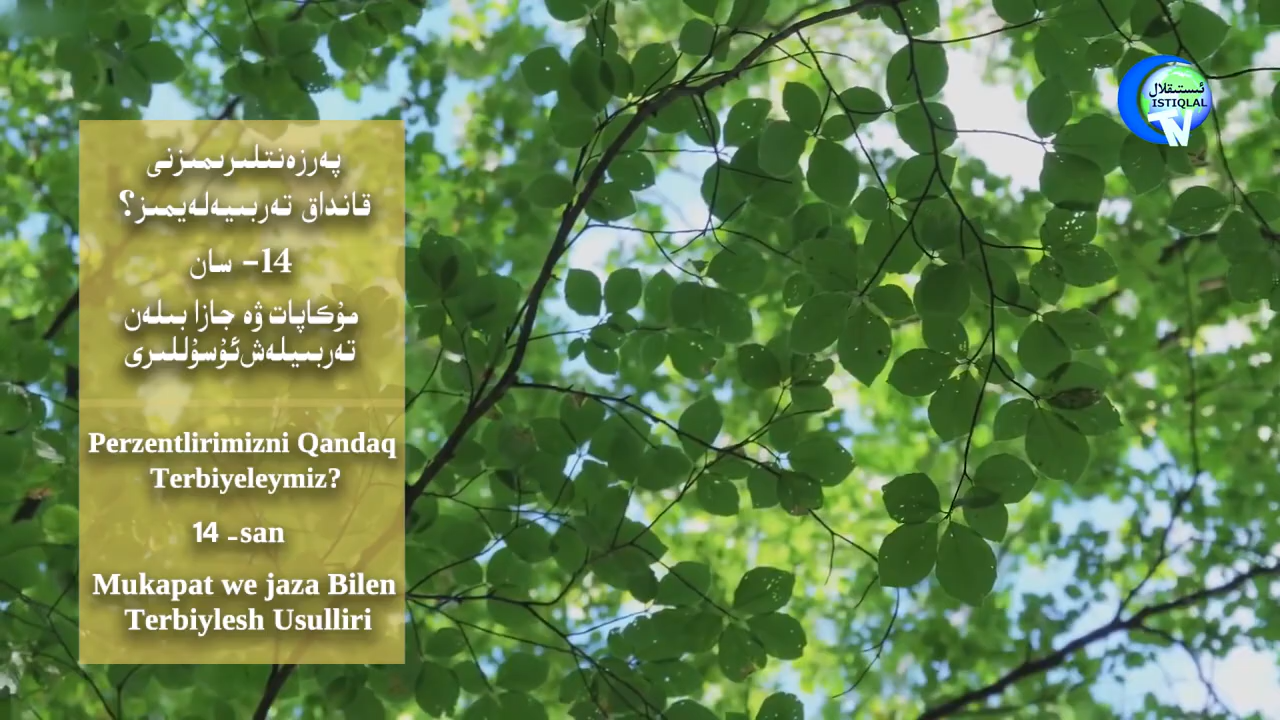 پەرزەنتلىرىمىزنى
قانداق تەربىيەلەيمىز؟
14- سان
مۇكاپات ۋە جازا بىلەن
تەربىيلەش ئۇسۇللىرى
Perzentlirimizni Qandaq
Terbiyeleymiz?
14 -san
Mukapat we jaza Bilen
Terbiylesh Usulliri
ئىستىقلال
ISTIQLAL
TV